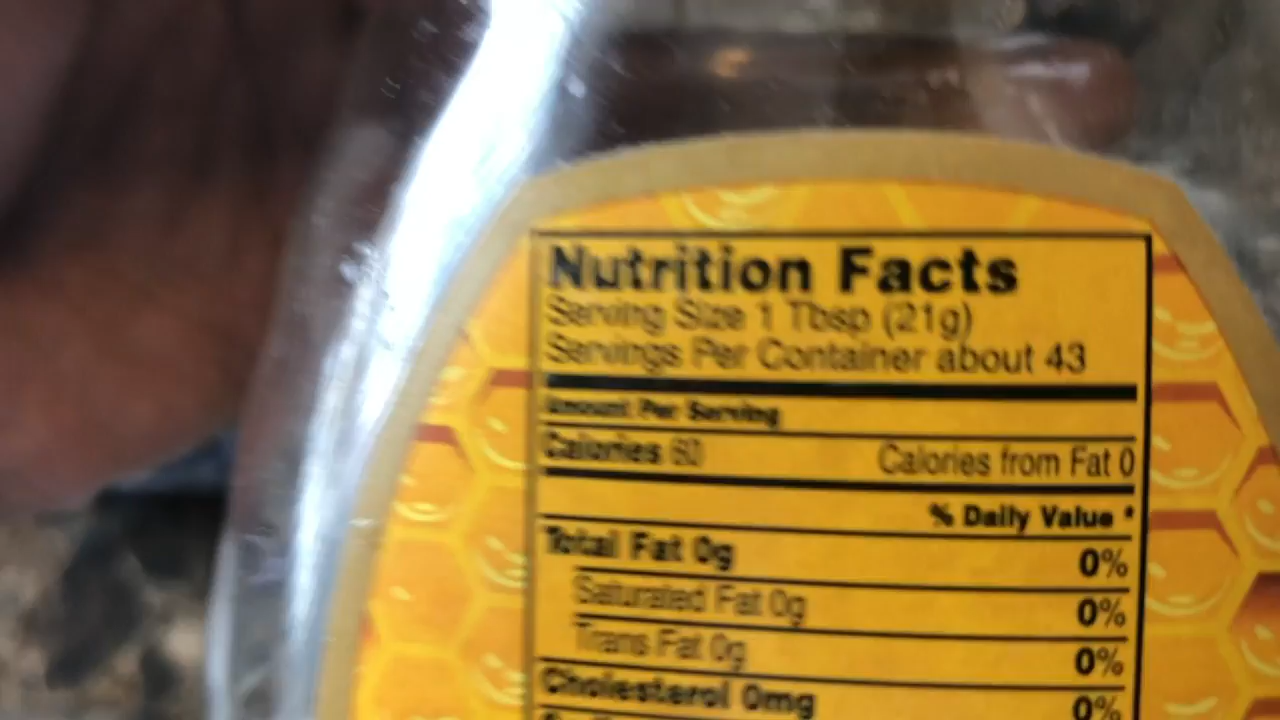 Nutrition Facts
Serving Size 1 Tbsp (21g)
Servings Per Container about 43
Amount Per Serving
Calories 60 Calories from Fat 0
% Daily Value *
Total Fat 0g 0%
Saturated Fat 0g 0%
Trans Fat 0g 0%
Cholesterol 0mg 0%